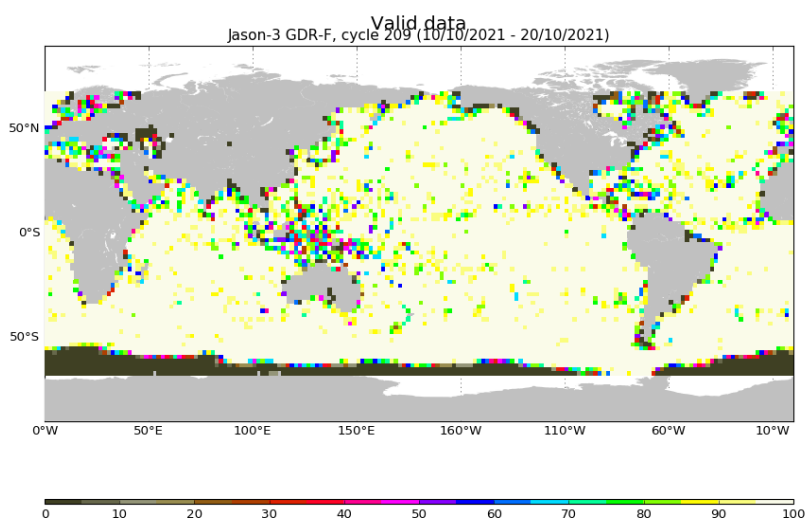 Valid data
Jason-3 GDR-F, cycle 209 (10/10/2021 - 20/10/2021)
50°N
0°S
50°S
0°W 50°E 100°E 150°E 160°W 110°W 60°W 10°W
0 10 20 30 40 50 60 70 80 90 100